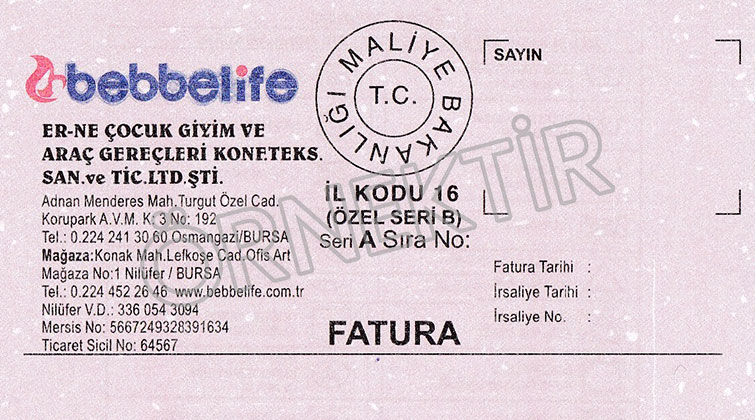 bebbelife
ER-NE ÇOCUK GİYİM VE
ARAÇ GEREÇLERİ KONF.TEKS.
SAN.ve TİC.LTD.ŞTİ.
Adnan Menderes Mah.Turgut Özel Cad.
Korupark A.V.M. K: 3 No: 192
Tel.: 0.224 241 30 60 Osmangazi/BURSA
Mağaza:Konak Mah.Lefkoşe Cad.Ofis Art
Mağaza No:1 Nilüfer / BURSA
Tel.: 0.224 452 26 46 www.bebbelife.com.tr
Nilüfer V.D.: 336 054 3094
Mersis No: 5667249328391634
Ticaret Sicil No: 64567
MALİYE BAKANLIĞI
T.C.
İL KODU 16
(ÖZEL SERİ B)
Seri A Sıra No:
FATURA
SAYIN
Fatura Tarihi :
İrsaliye Tarihi :
İrsaliye No. :
ÖRNEKTİR